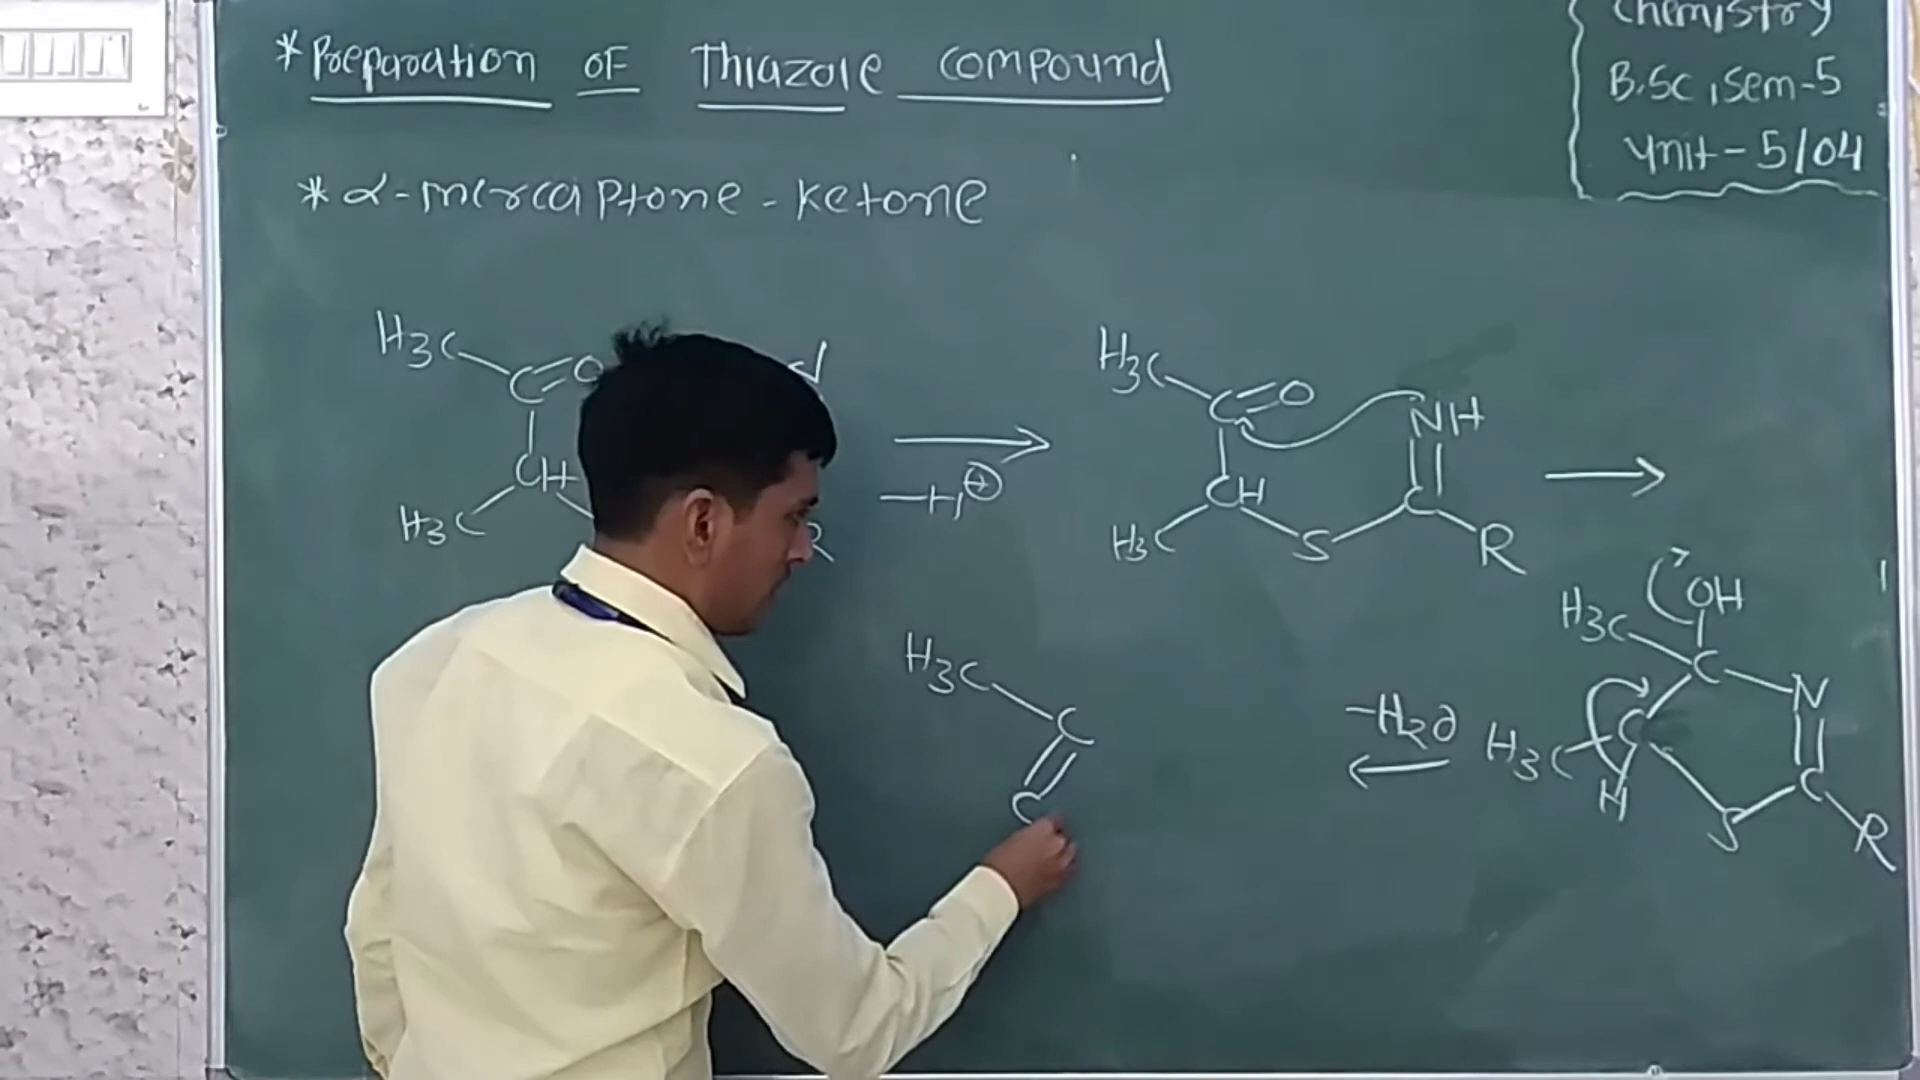 Chemistry
B.Sc, Sem-5
Unit - 5/04
* Preparation OF Thiazole compound
* α-mercaptone - ketone
H3C C=O
CH
H3C R
-H⊕
H3C C=O NH
CH C
H3C S R
H3C OH
C N
H3C C C
H S R
-H2O
H3C C
C